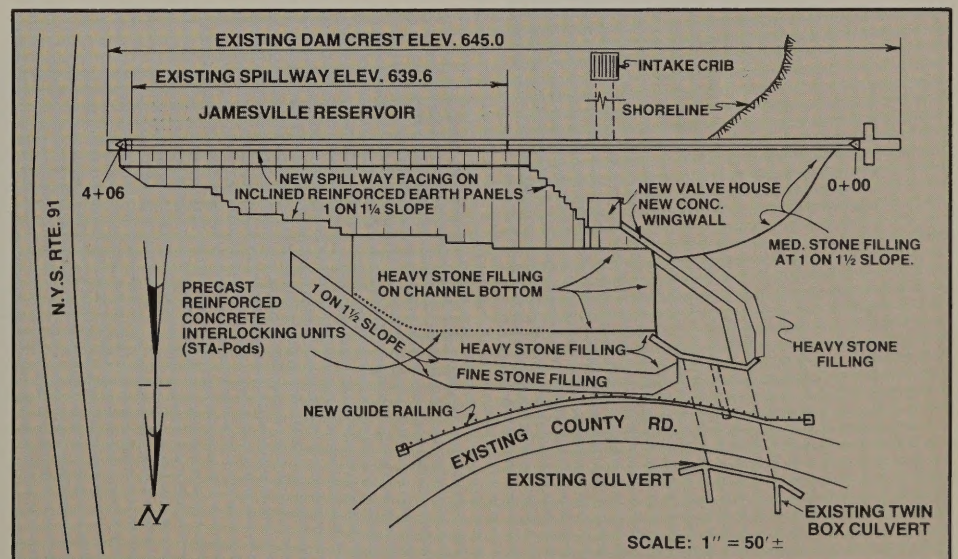 EXISTING DAM CREST ELEV. 645.0
EXISTING SPILLWAY ELEV. 639.6
INTAKE CRIB
JAMESVILLE RESERVOIR
SHORELINE
4+06
0+00
NEW SPILLWAY FACING ON
INCLINED REINFORCED EARTH PANELS
1 ON 1¼ SLOPE
NEW VALVE HOUSE
NEW CONC.
WINGWALL
MED. STONE FILLING
AT 1 ON 1½ SLOPE.
N.Y.S. RTE. 91
HEAVY STONE FILLING
ON CHANNEL BOTTOM
PRECAST
REINFORCED
CONCRETE
INTERLOCKING UNITS
(STA-Pods)
1 ON 1½ SLOPE
HEAVY STONE FILLING
HEAVY STONE
FILLING
FINE STONE FILLING
NEW GUIDE RAILING
EXISTING COUNTY RD.
EXISTING CULVERT
EXISTING TWIN
BOX CULVERT
N
SCALE: 1" = 50' ±